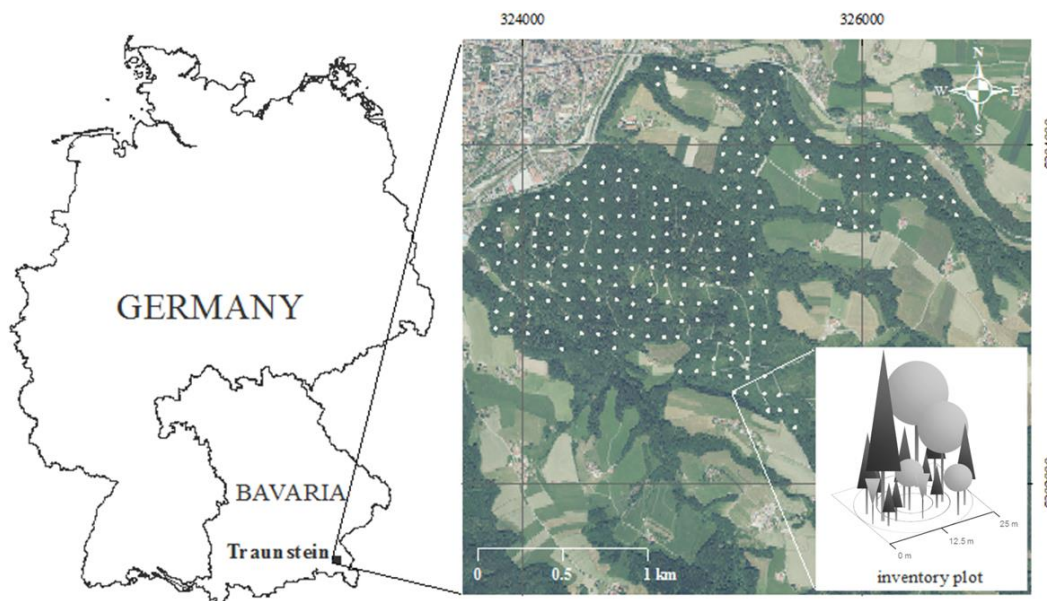 324000
326000
N
W
E
S
GERMANY
BAVARIA
Traunstein
0
0.5
1 km
25 m
12.5 m
0 m
inventory plot